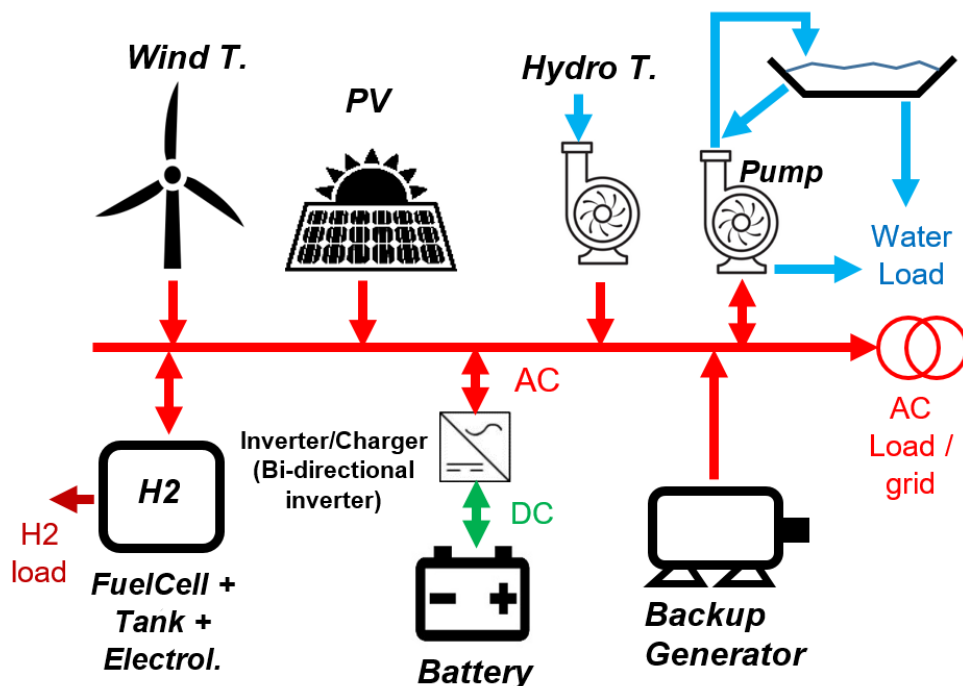 Wind T.
PV
Hydro T.
Pump
Water
Load
AC
AC
Load /
grid
Inverter/Charger
(Bi-directional
inverter)
DC
H2
H2
load
FuelCell +
Tank +
Electrol.
Battery
Backup
Generator